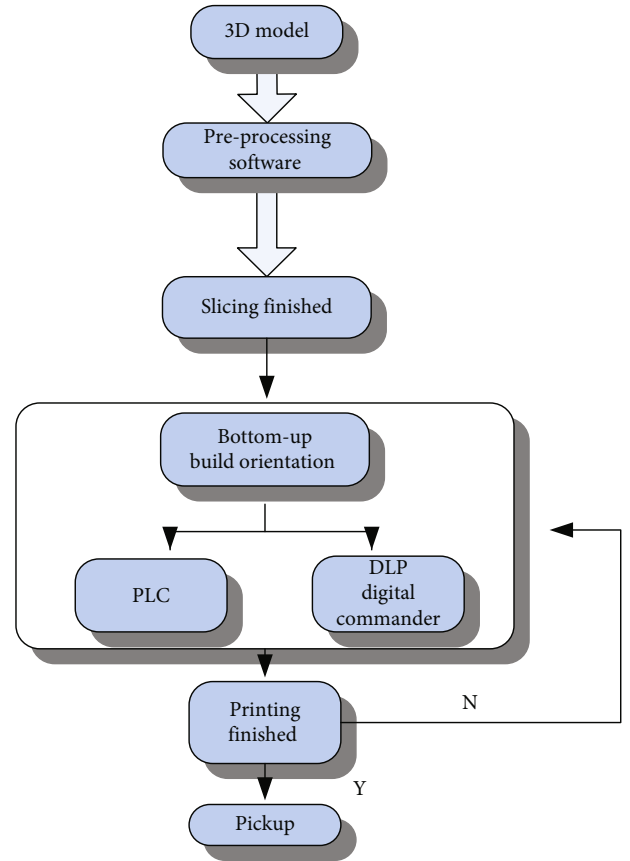 3D model
Pre-processing
software
Slicing finished
Bottom-up
build orientation
PLC
DLP
digital
commander
Printing
finished
N
Y
Pickup